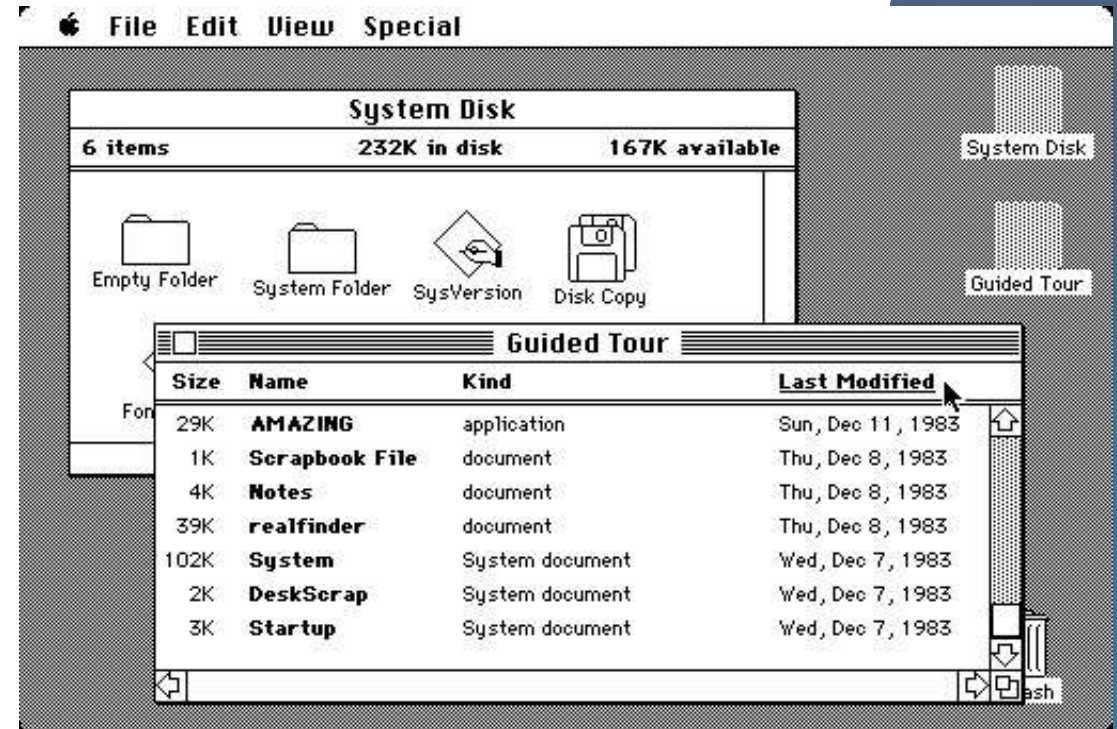 File Edit View Special
System Disk
6 items 232K in disk 167K available
Empty Folder System Folder SysVersion Disk Copy
Fon
System Disk
Guided Tour
Guided Tour
Size Name Kind Last Modified
29K AMAZING application Sun, Dec 11, 1983
1K Scrapbook File document Thu, Dec 8, 1983
4K Notes document Thu, Dec 8, 1983
39K realfinder document Thu, Dec 8, 1983
102K System System document Wed, Dec 7, 1983
2K DeskScrap System document Wed, Dec 7, 1983
3K Startup System document Wed, Dec 7, 1983
ash